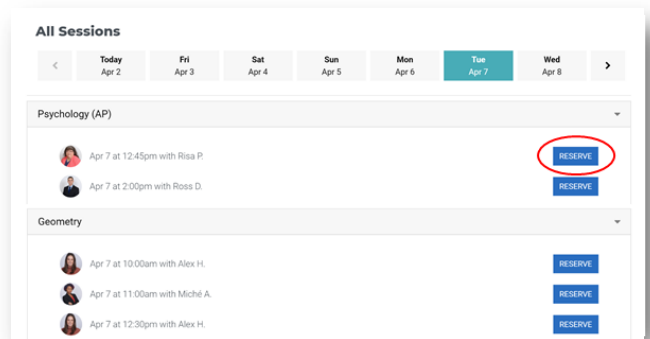 All Sessions
Today Fri Sat Sun Mon Tue Wed
Apr 2 Apr 3 Apr 4 Apr 5 Apr 6 Apr 7 Apr 8
Psychology (AP)
Apr 7 at 12:45pm with Risa P. RESERVE
Apr 7 at 2:00pm with Ross D. RESERVE
Geometry
Apr 7 at 10:00am with Alex H. RESERVE
Apr 7 at 11:00am with Miché A. RESERVE
Apr 7 at 12:30pm with Alex H. RESERVE